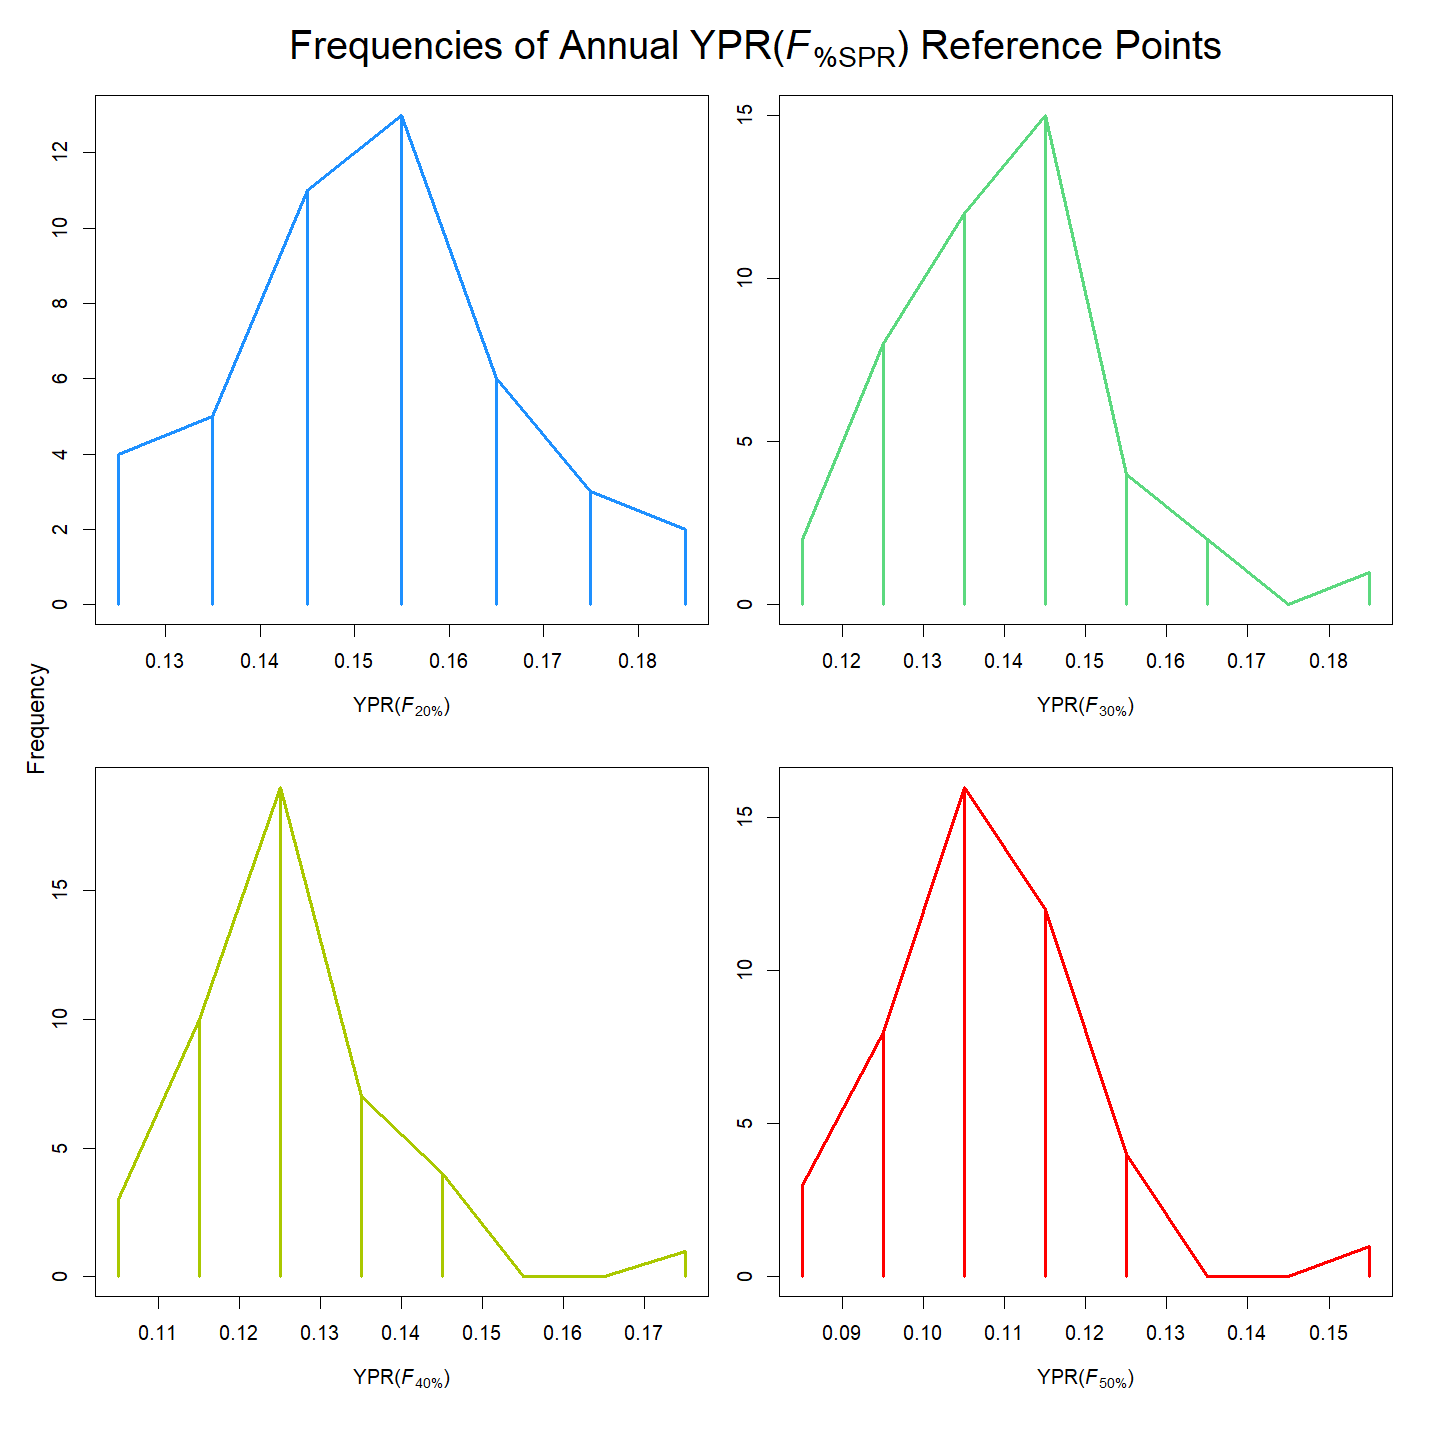 Frequencies of Annual YPR(F%SPR) Reference Points
Frequency
0 2 4 6 8 10 12
0.13 0.14 0.15 0.16 0.17 0.18
YPR(F20%)
0 5 10 15
0.12 0.13 0.14 0.15 0.16 0.17 0.18
YPR(F30%)
0 5 10 15
0.11 0.12 0.13 0.14 0.15 0.16 0.17
YPR(F40%)
0 5 10 15
0.09 0.10 0.11 0.12 0.13 0.14 0.15
YPR(F50%)